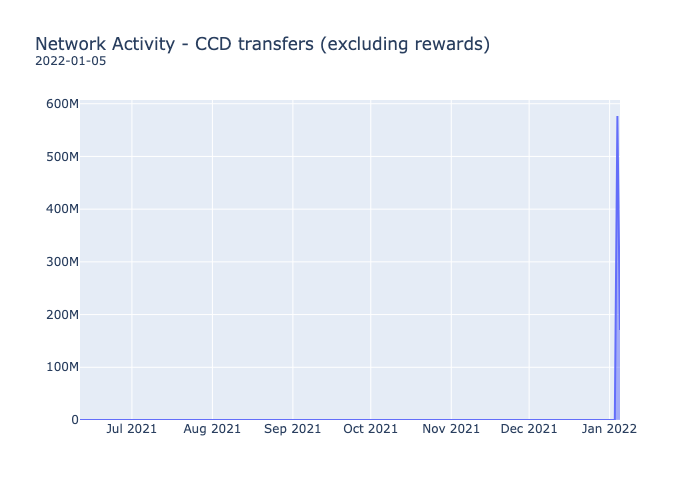 Network Activity - CCD transfers (excluding rewards)
2022-01-05
600M
500M
400M
300M
200M
100M
0
Jul 2021 Aug 2021 Sep 2021 Oct 2021 Nov 2021 Dec 2021 Jan 2022